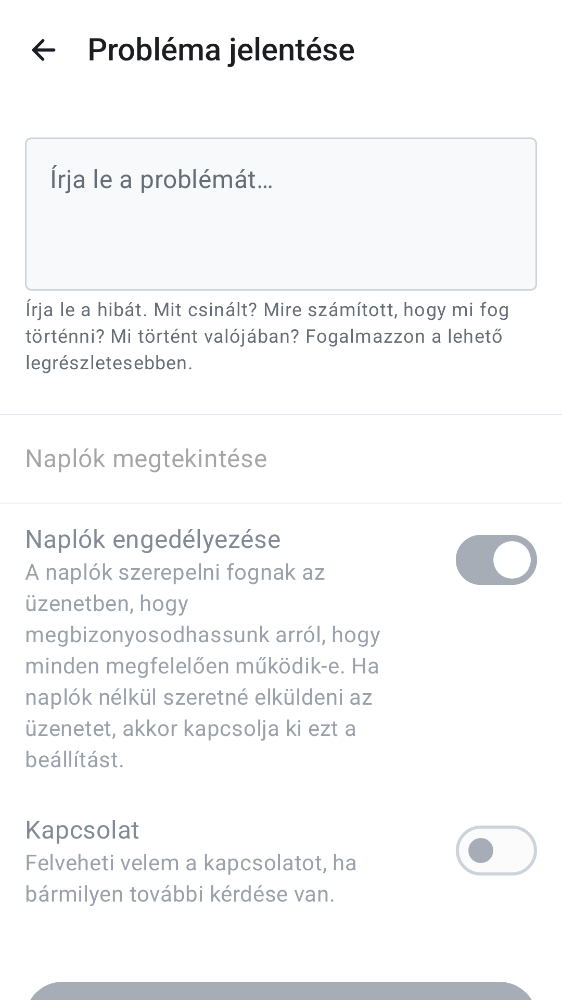 Probléma jelentése
Írja le a problémát…
Írja le a hibát. Mit csinált? Mire számított, hogy mi fog
történni? Mi történt valójában? Fogalmazzon a lehető
legrészletesebben.
Naplók megtekintése
Naplók engedélyezése
A naplók szerepelni fognak az
üzenetben, hogy
megbizonyosodhassunk arról, hogy
minden megfelelően működik-e. Ha
naplók nélkül szeretné elküldeni az
üzenetet, akkor kapcsolja ki ezt a
beállítást.
Kapcsolat
Felveheti velem a kapcsolatot, ha
bármilyen további kérdése van.